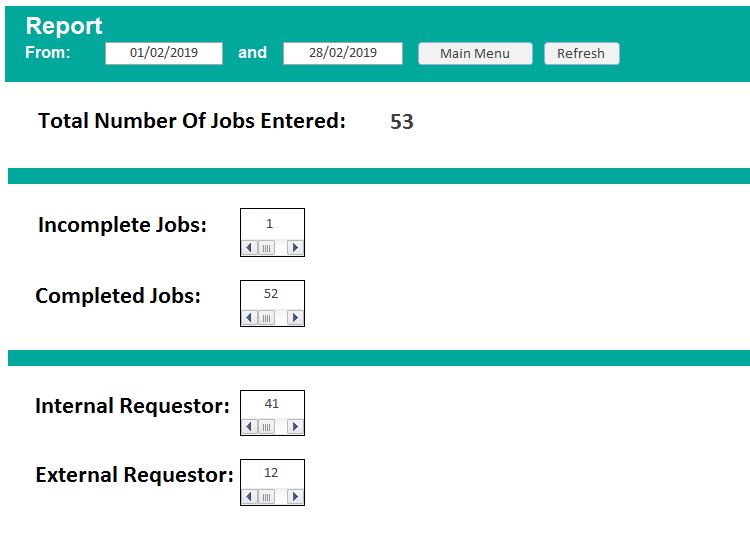 Report
From: 01/02/2019 and 28/02/2019 Main Menu Refresh
Total Number Of Jobs Entered: 53
Incomplete Jobs: 1
Completed Jobs: 52
Internal Requestor: 41
External Requestor: 12